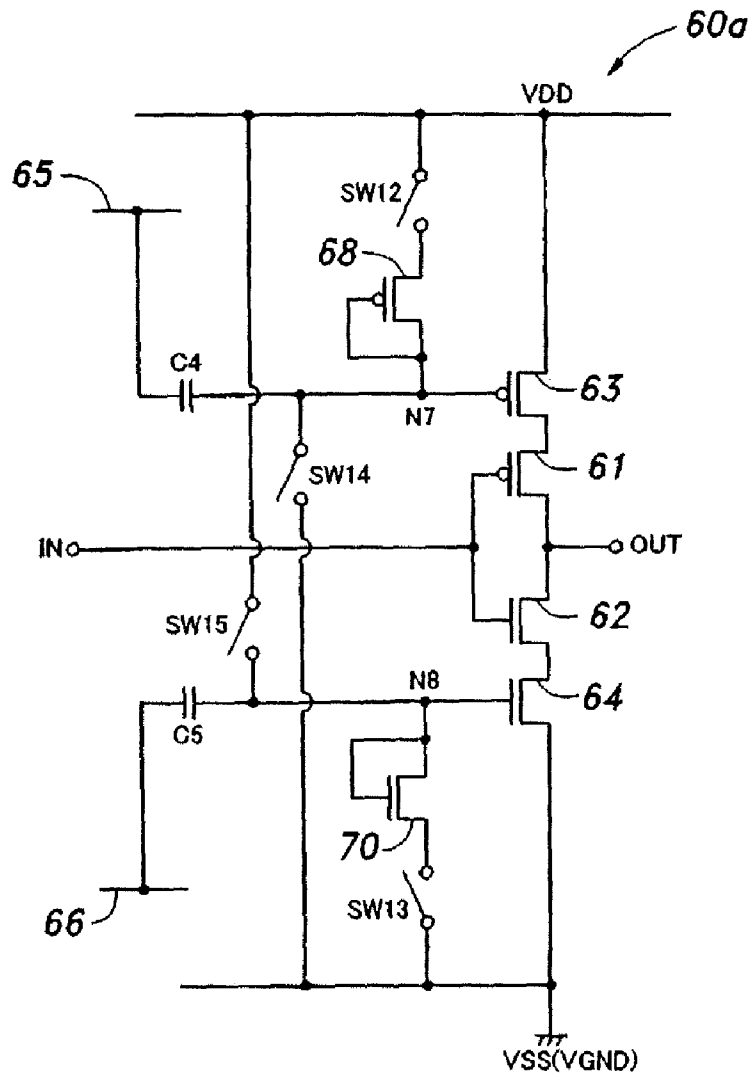 60a
VDD
65
SW12
68
C4
63
N7
61
SW14
IN
OUT
SW15
62
N8
64
C5
70
SW13
66
VSS(VGND)